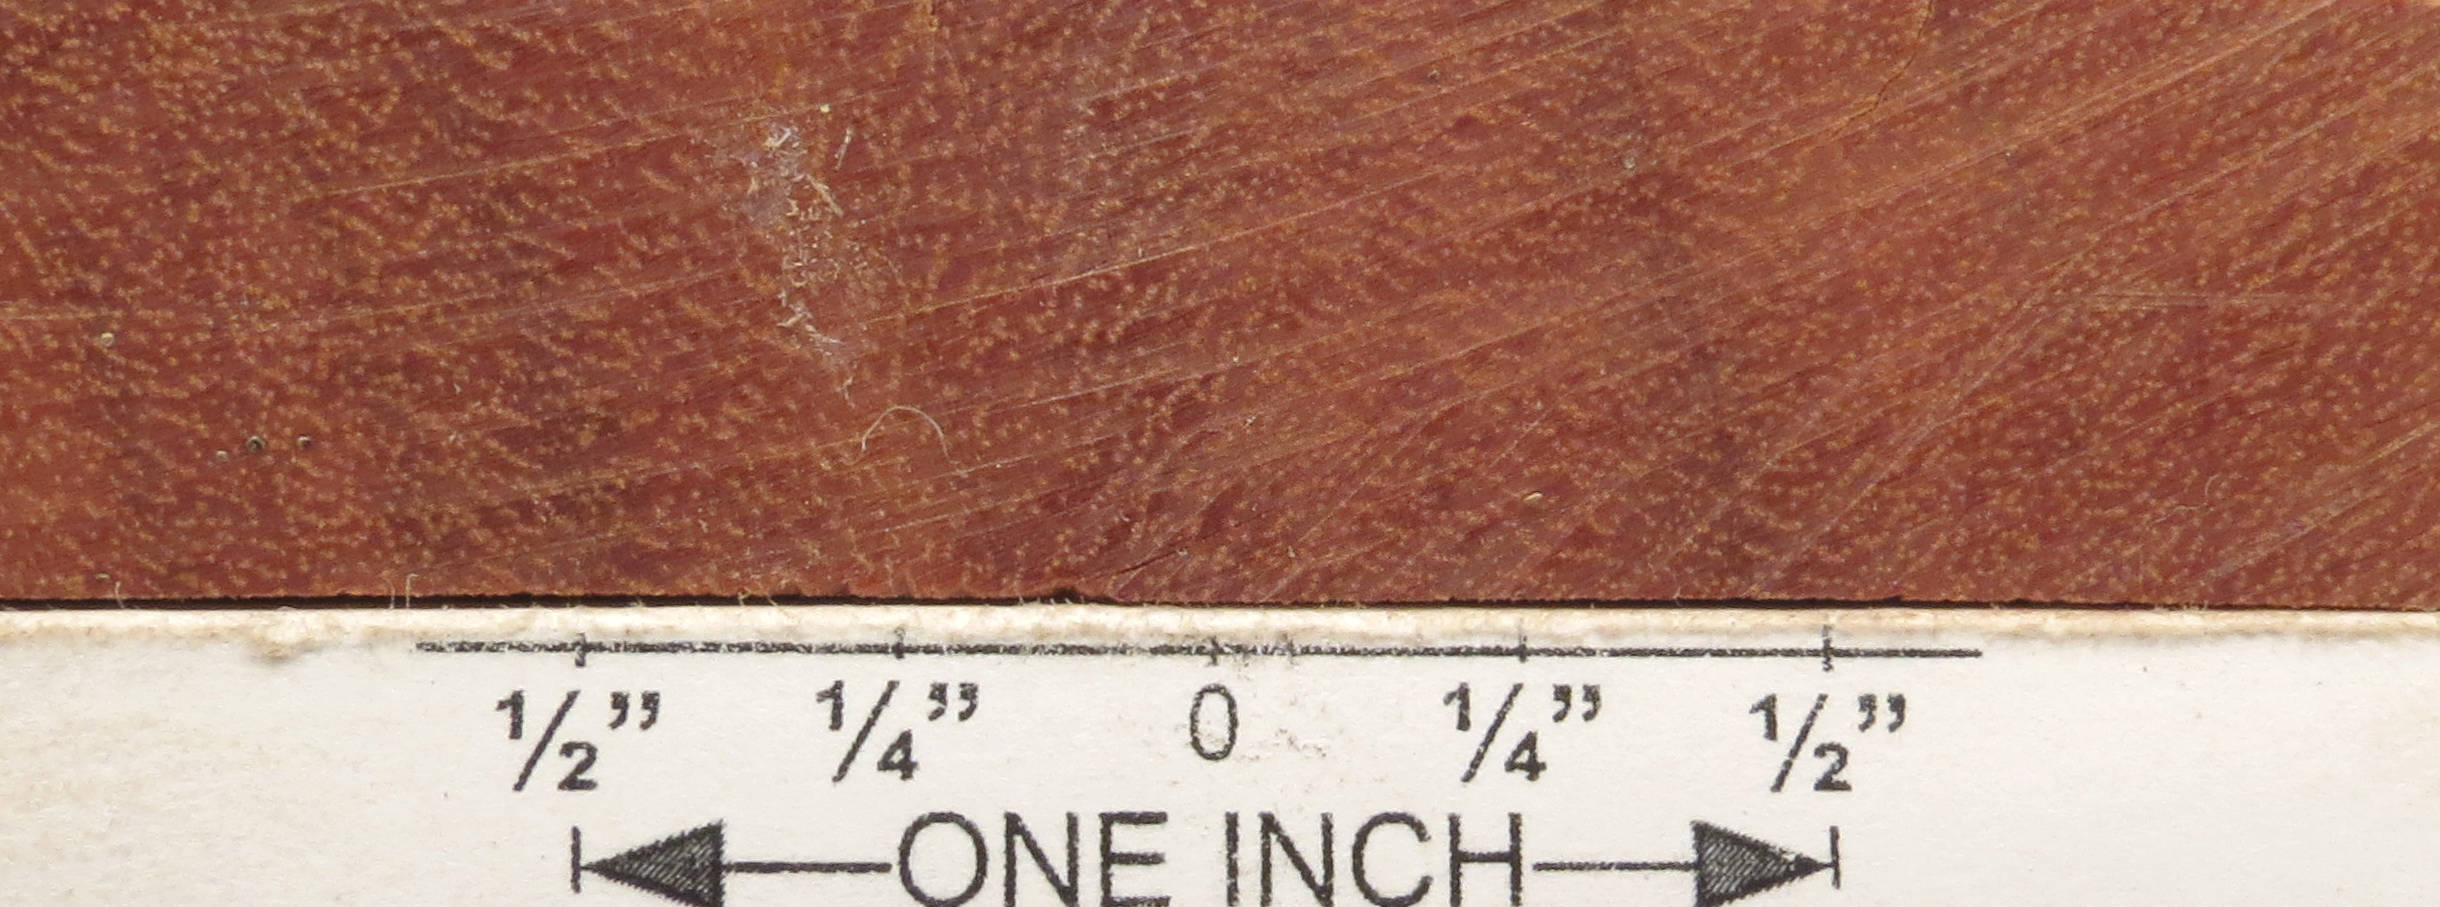 1/2” 1/4” 0 1/4” 1/2”
ONE INCH